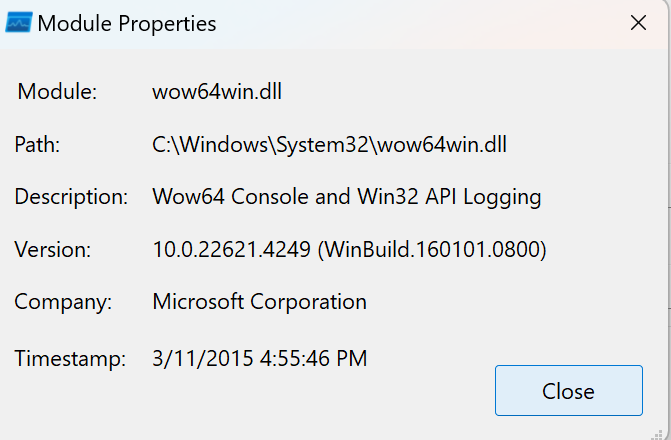 Module Properties
Module: wow64win.dll
Path: C:\Windows\System32\wow64win.dll
Description: Wow64 Console and Win32 API Logging
Version: 10.0.22621.4249 (WinBuild.160101.0800)
Company: Microsoft Corporation
Timestamp: 3/11/2015 4:55:46 PM
Close